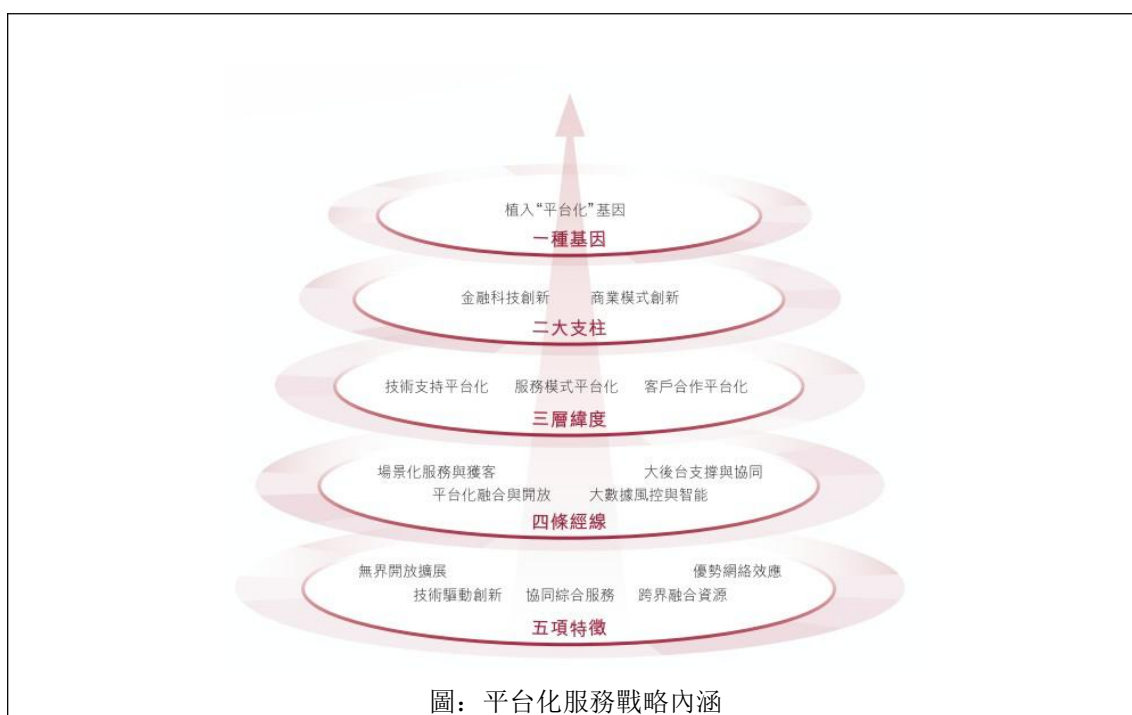 植入“平台化”基因
一種基因
金融科技創新 商業模式創新
二大支柱
技術支持平台化 服務模式平台化 客戶合作平台化
三層緯度
場景化服務與獲客 大後台支撐與協同
平台化融合與開放 大數據風控與智能
四條經線
無界開放擴展 優勢網絡效應
技術驅動創新 協同綜合服務 跨界融合資源
五項特徵
圖：平台化服務戰略內涵